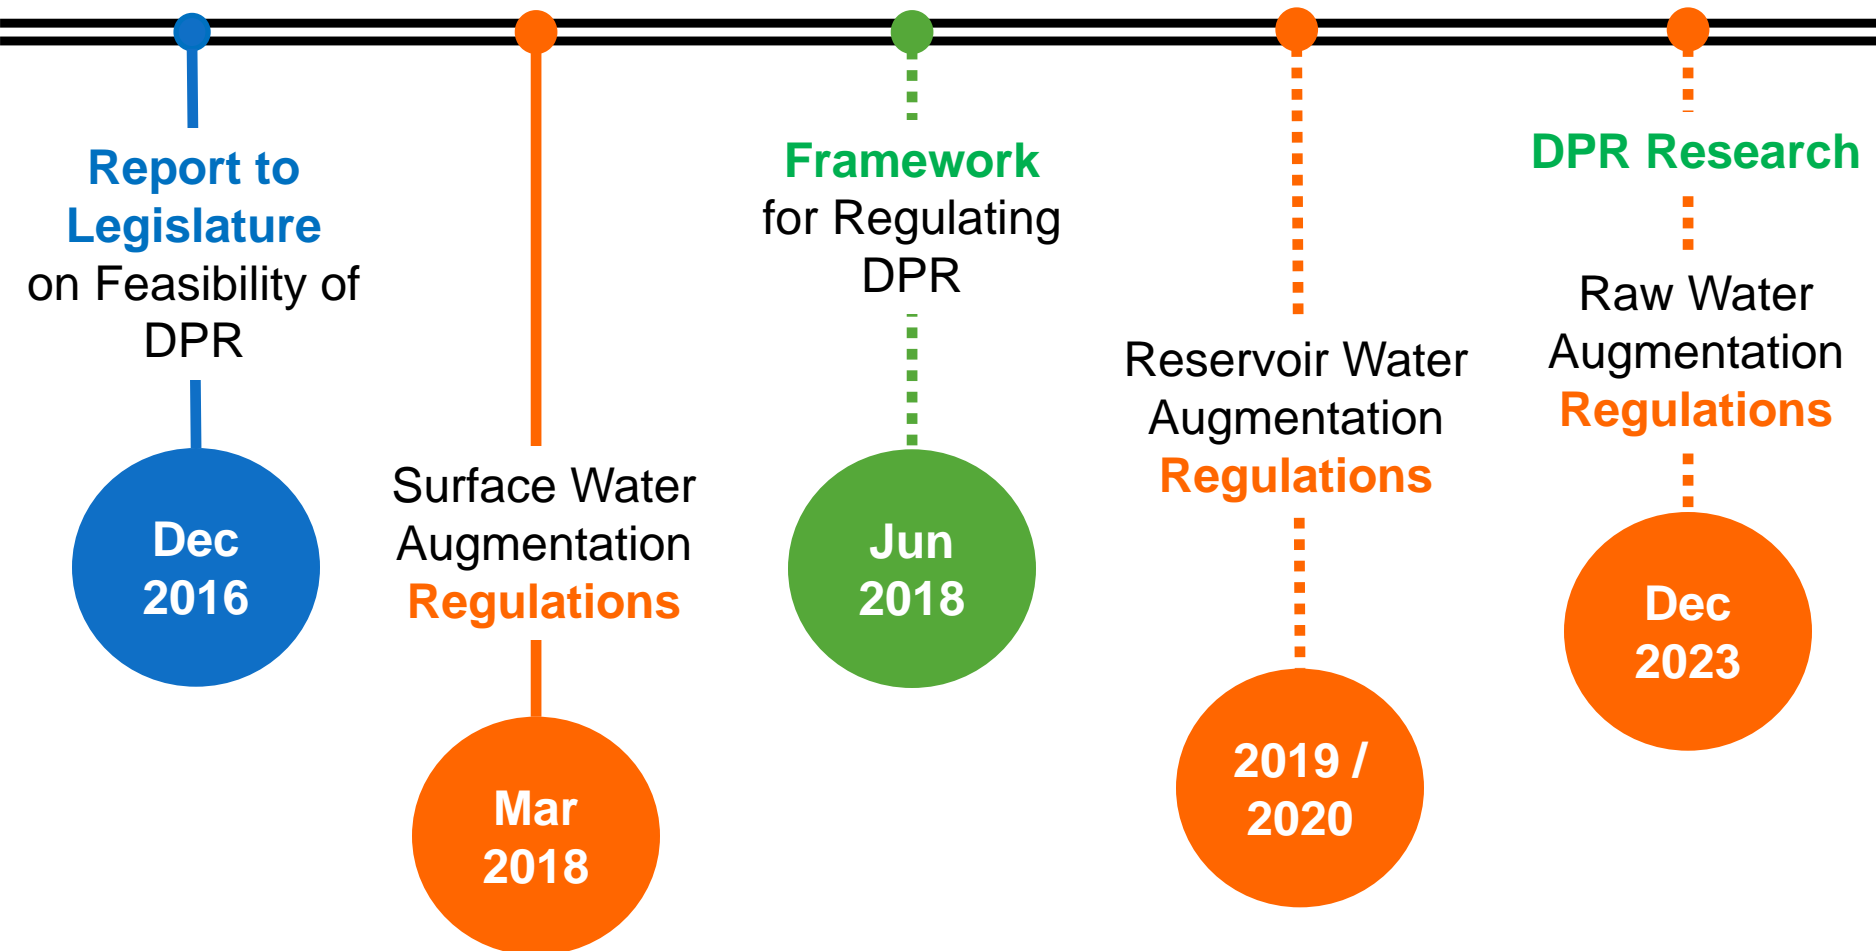 Report to
Legislature
on Feasibility of
DPR
Dec
2016
Surface Water
Augmentation
Regulations
Mar
2018
Framework
for Regulating
DPR
Jun
2018
Reservoir Water
Augmentation
Regulations
2019 /
2020
DPR Research
Raw Water
Augmentation
Regulations
Dec
2023